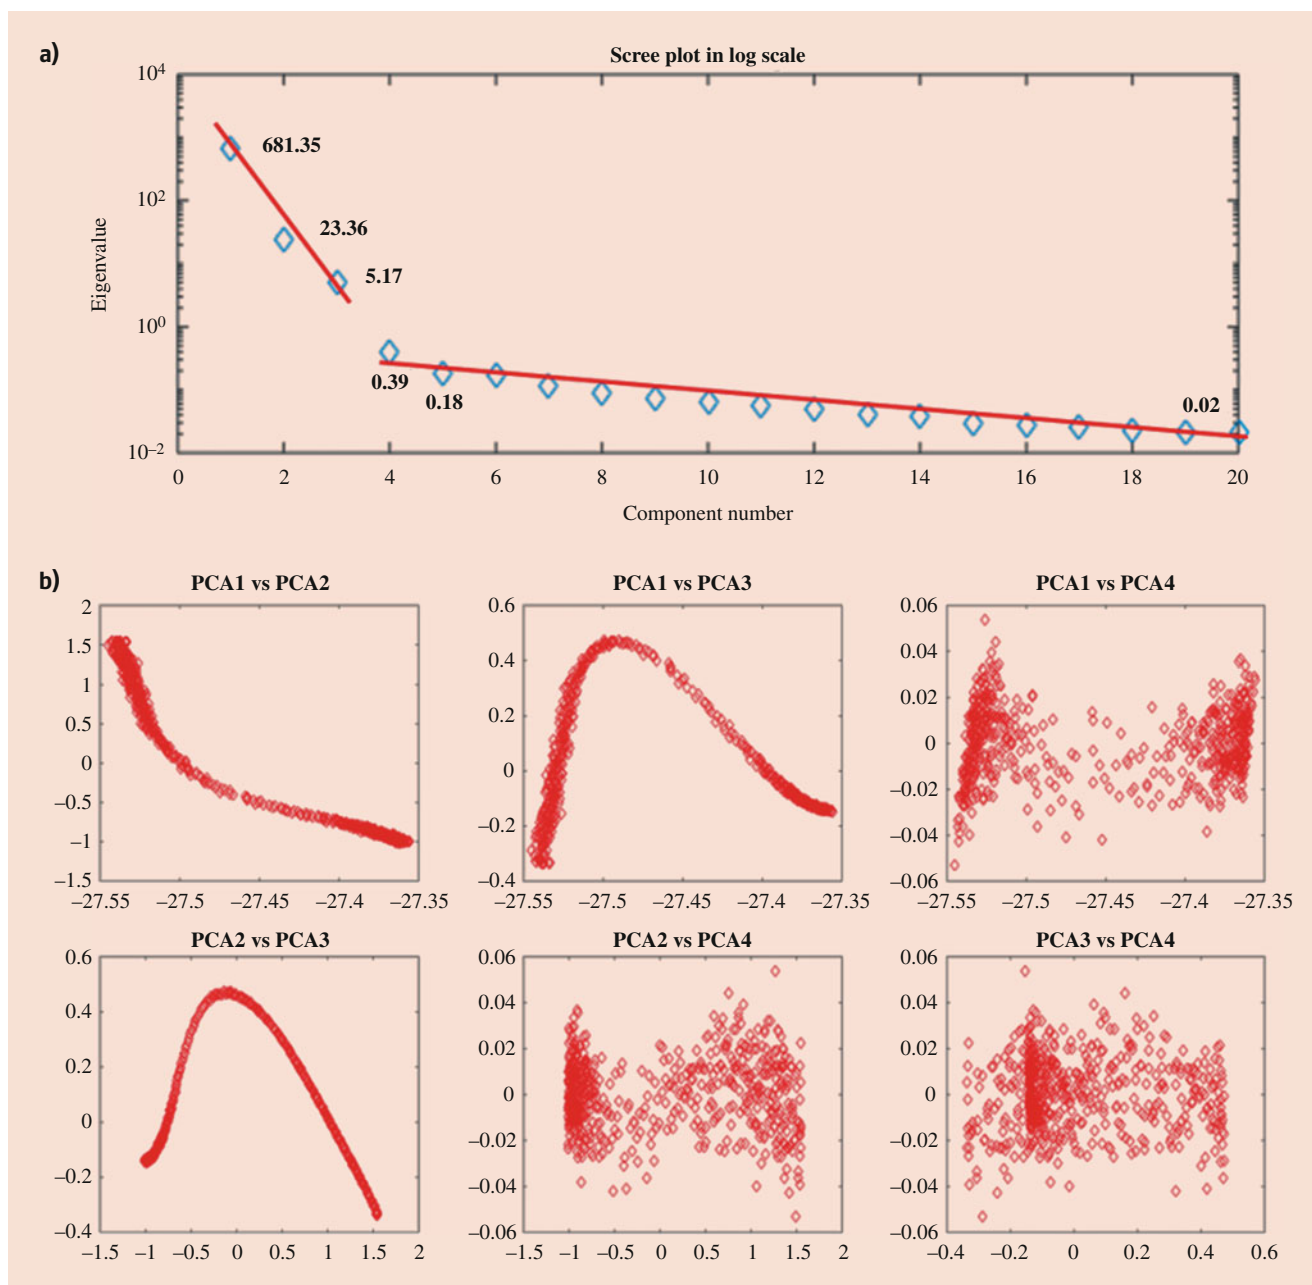 a)
Scree plot in log scale
10⁴
10²
10⁰
10⁻²
Eigenvalue
681.35
23.36
5.17
0.39
0.18
0.02
0 2 4 6 8 10 12 14 16 18 20
Component number
b)
PCA1 vs PCA2
2
1.5
1
0.5
0
–0.5
–1
–1.5
–27.55 –27.5 –27.45 –27.4 –27.35
PCA1 vs PCA3
0.6
0.4
0.2
0
–0.2
–0.4
–27.55 –27.5 –27.45 –27.4 –27.35
PCA1 vs PCA4
0.06
0.04
0.02
0
–0.02
–0.04
–0.06
–27.55 –27.5 –27.45 –27.4 –27.35
PCA2 vs PCA3
0.6
0.4
0.2
0
–0.2
–0.4
–1.5 –1 –0.5 0 0.5 1 1.5 2
PCA2 vs PCA4
0.06
0.04
0.02
0
–0.02
–0.04
–0.06
–1.5 –1 –0.5 0 0.5 1 1.5 2
PCA3 vs PCA4
0.06
0.04
0.02
0
–0.02
–0.04
–0.06
–0.4 –0.2 0 0.2 0.4 0.6